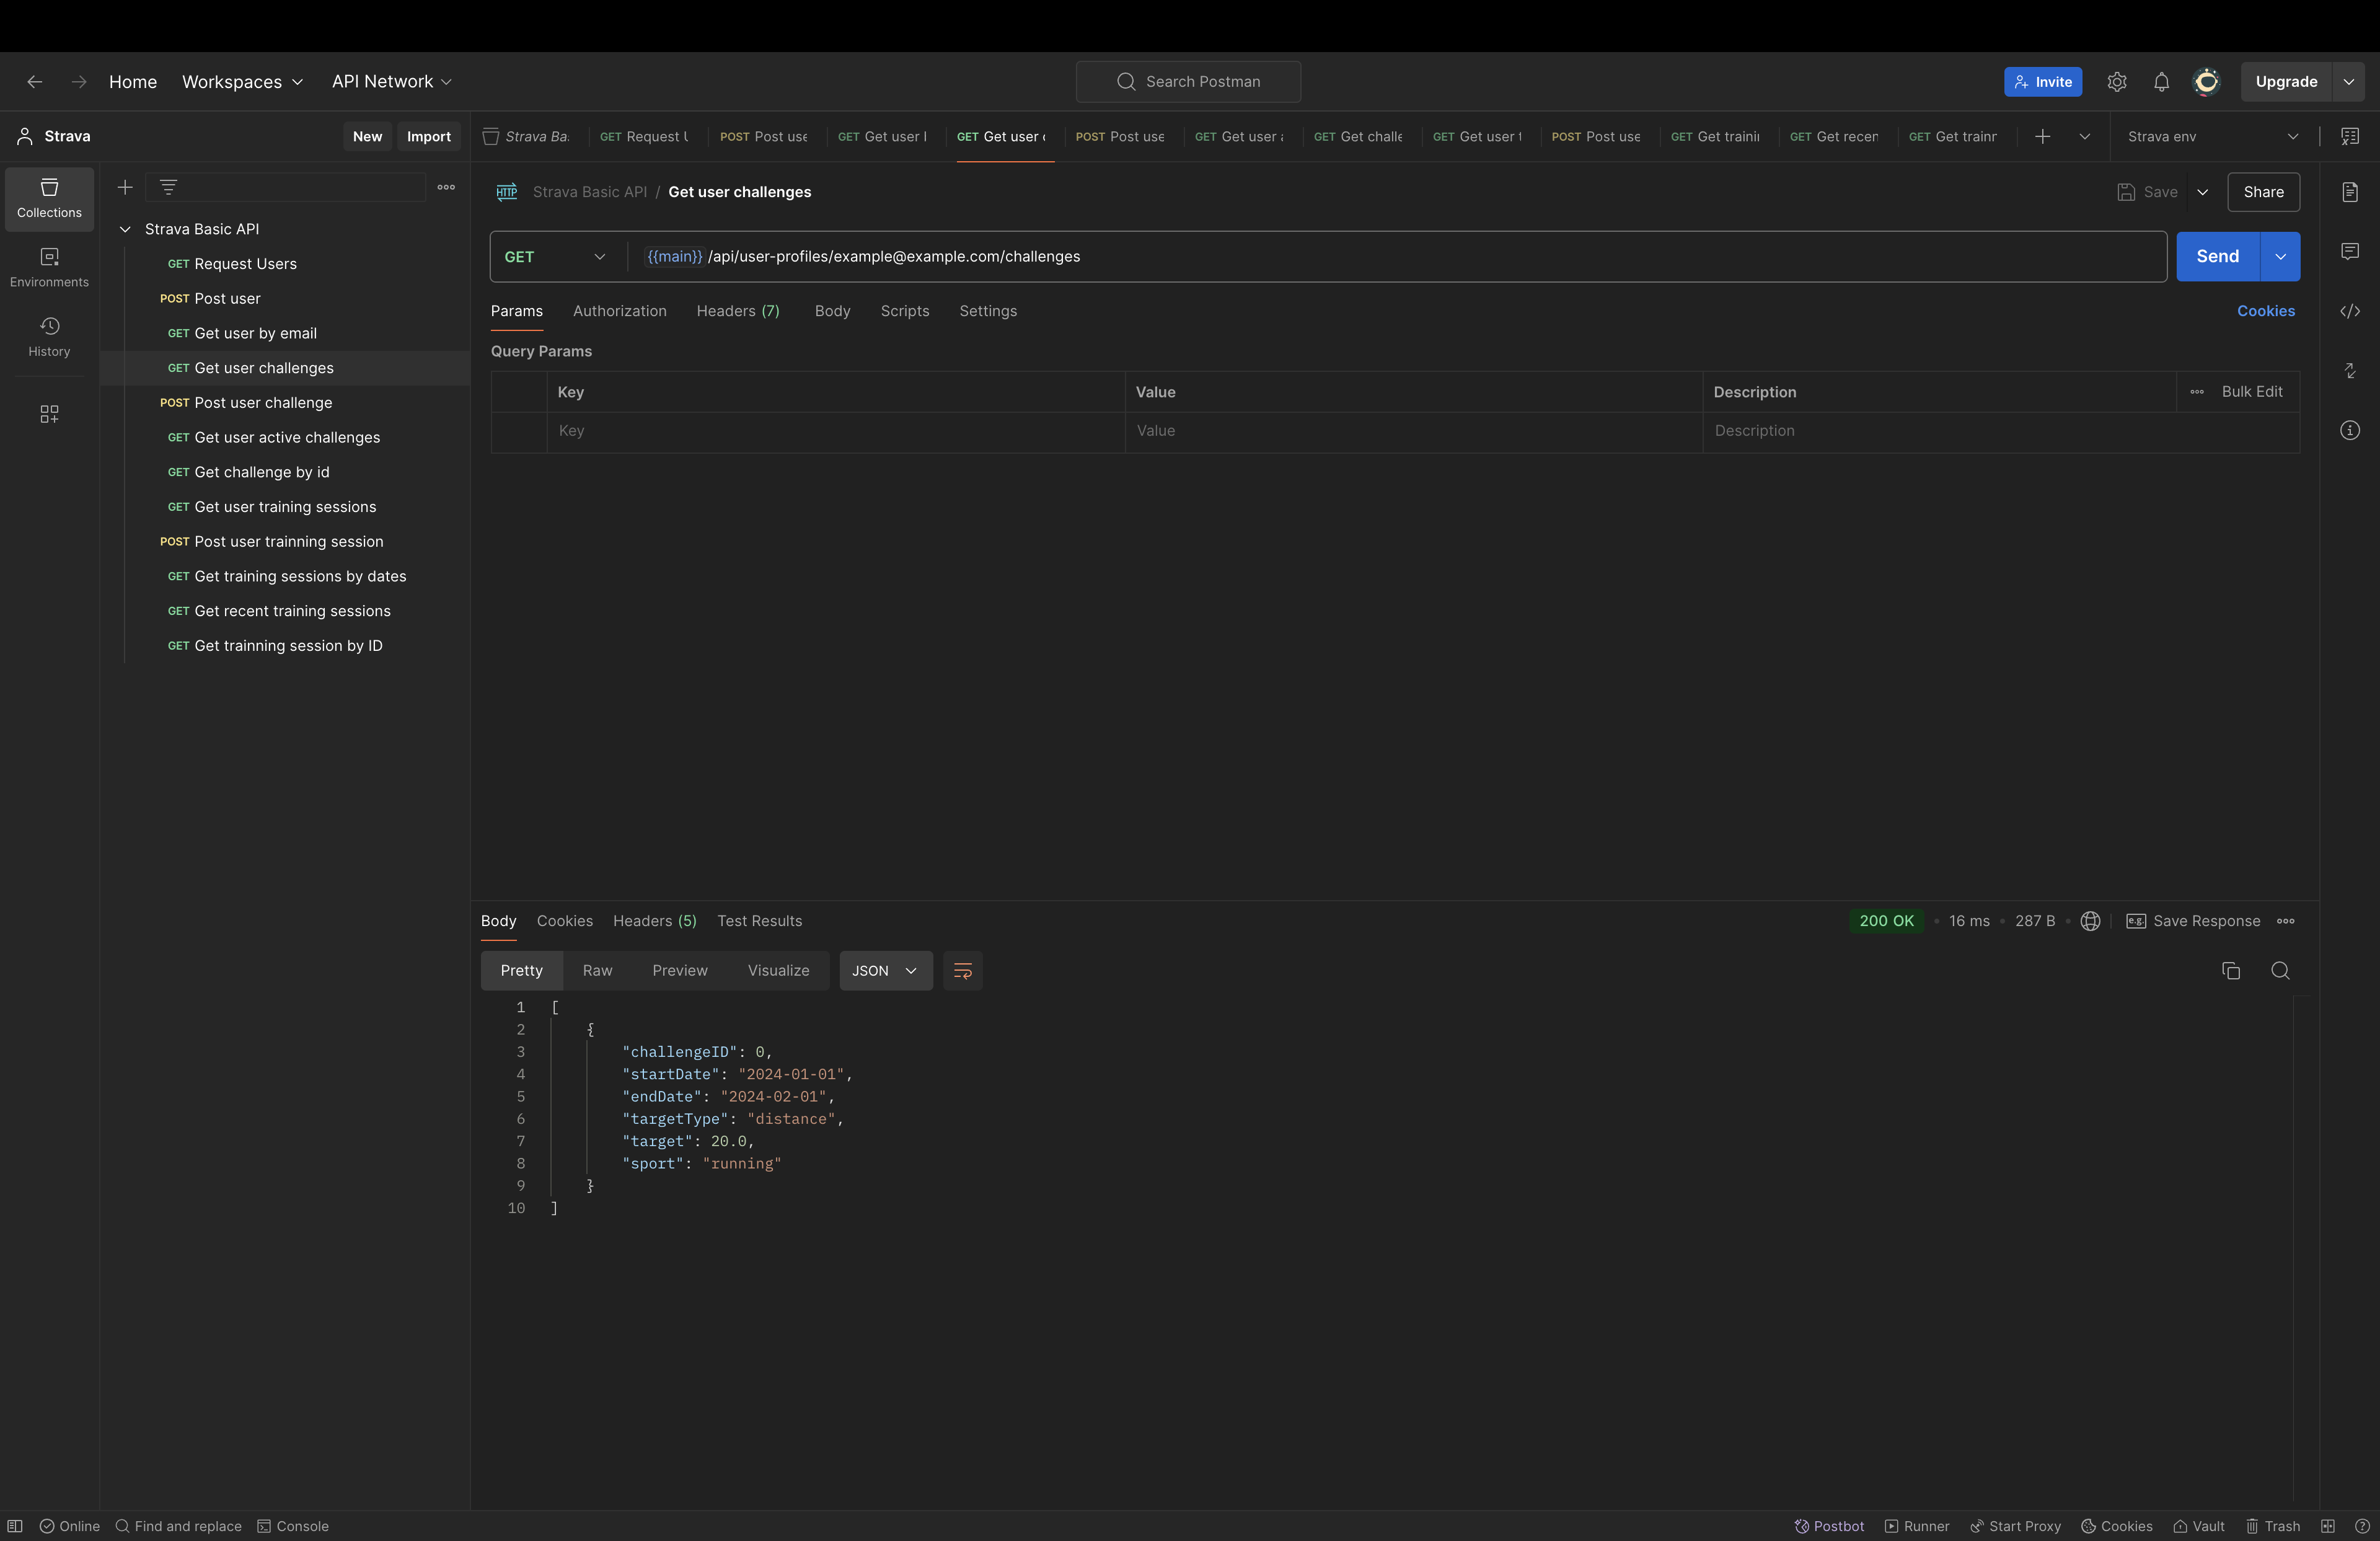 Home Workspaces API Network Search Postman Invite Upgrade
Strava New Import
Strava Ba. GET Request U POST Post use GET Get user GET Get user c POST Post use GET Get user a GET Get challe GET Get user t POST Post use GET Get traini GET Get recen GET Get trainn Strava env
Collections
Environments
History
Strava Basic API
GET Request Users
POST Post user
GET Get user by email
GET Get user challenges
POST Post user challenge
GET Get user active challenges
GET Get challenge by id
GET Get user training sessions
POST Post user trainning session
GET Get training sessions by dates
GET Get recent training sessions
GET Get trainning session by ID
HTTP Strava Basic API / Get user challenges Save Share
GET {{main}} /api/user-profiles/example@example.com/challenges Send
Params Authorization Headers (7) Body Scripts Settings Cookies
Query Params
Key Value Description Bulk Edit
Key Value Description
Body Cookies Headers (5) Test Results 200 OK • 16 ms • 287 B • e.g. Save Response
Pretty Raw Preview Visualize JSON
1 [
2 {
3 "challengeID": 0,
4 "startDate": "2024-01-01",
5 "endDate": "2024-02-01",
6 "targetType": "distance",
7 "target": 20.0,
8 "sport": "running"
9 }
10 ]
Online Find and replace Console Postbot Runner Start Proxy Cookies Vault Trash